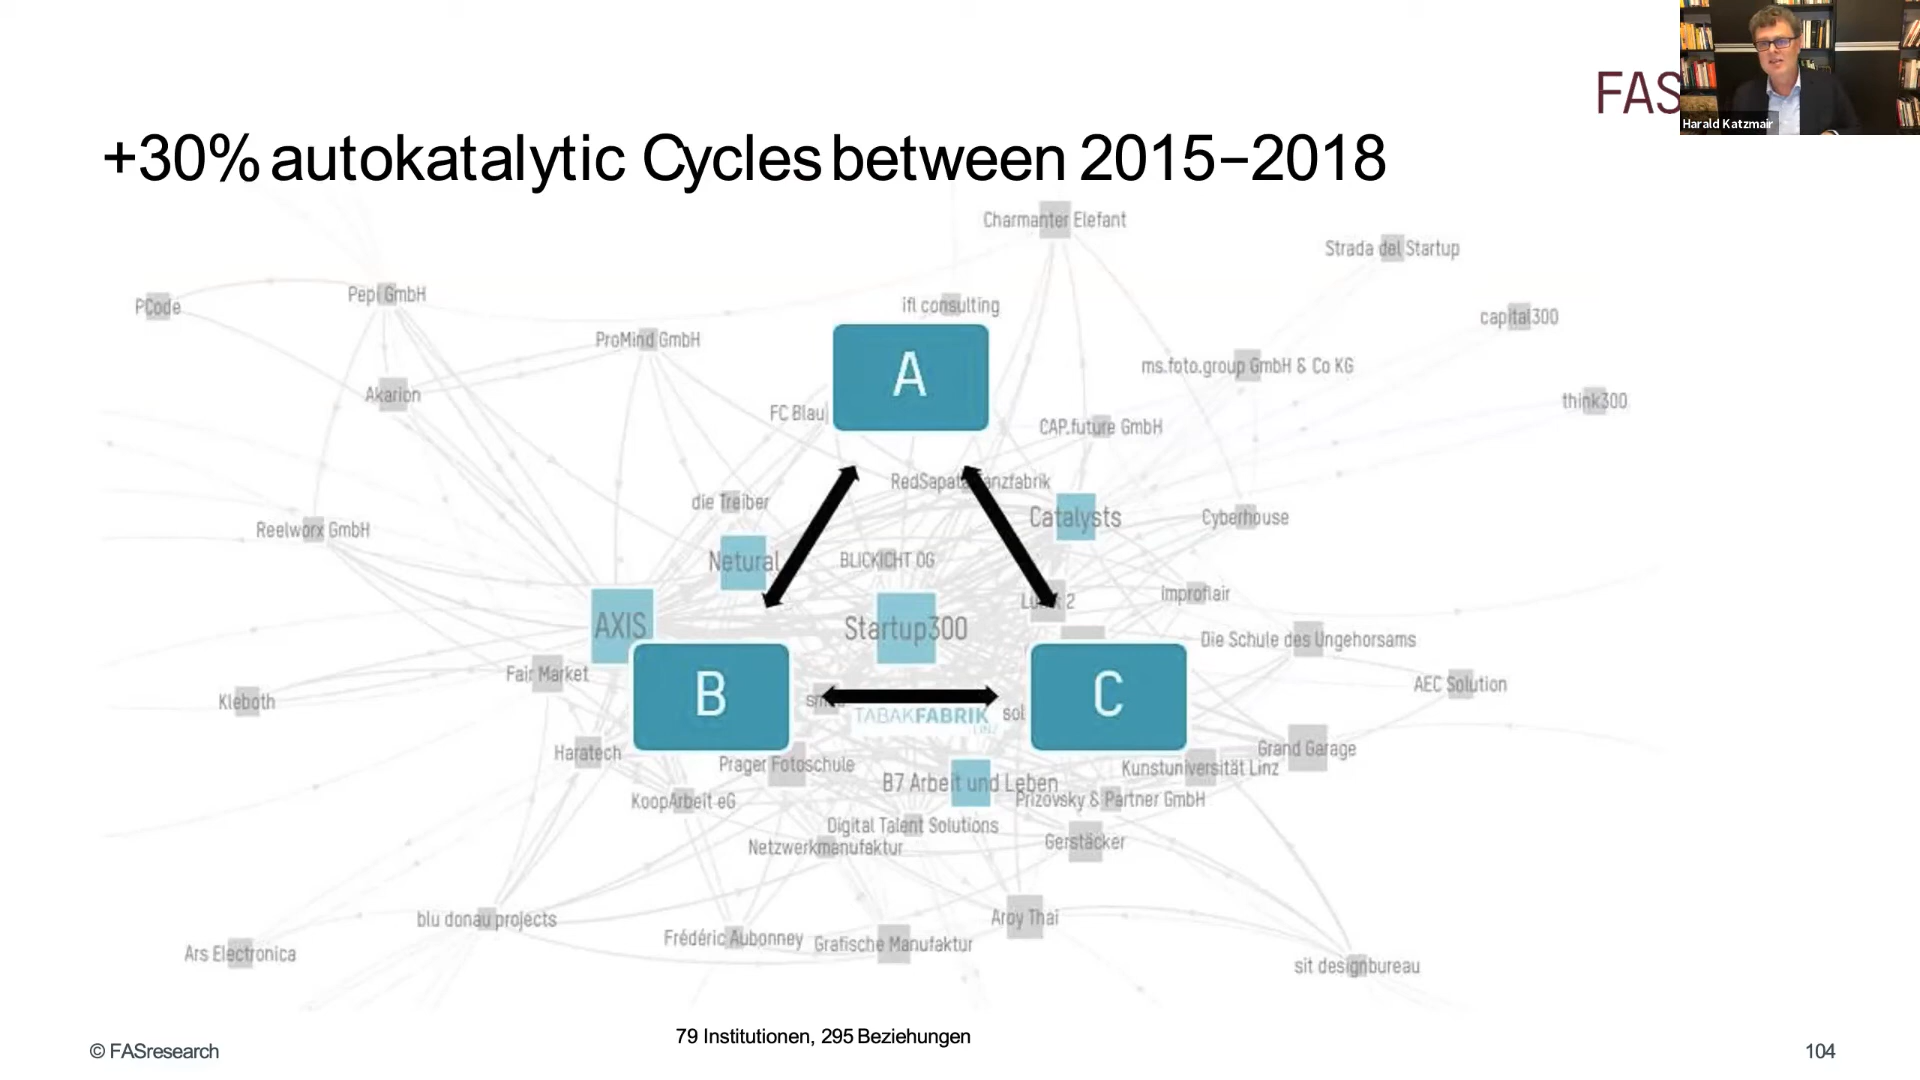 FAS
Harald Katzmair
+30% autokatalytic Cycles between 2015–2018
Charmanter Elefant
Strada del Startup
PCode
Pepi GmbH
ifl consulting
capital300
ProMind GmbH
A
ms.foto.group GmbH & Co KG
Akarion
think300
FC Blau
CAP.future GmbH
die Treiber
Catalysts
Cyberhouse
Reelworx GmbH
Netural
BLICKICHT OG
2
Improflair
AXIS
Startup300
Die Schule des Ungehorsams
Fair Market
AEC Solution
Kleboth
B
C
TABAKFABRIK
LINZ
sol
Haratech
Prager Fotoschule
Grand Garage
Kunstuniversität Linz
B7 Arbeit und Leben
KoopArbeit eG
Prizovsky & Partner GmbH
Digital Talent Solutions
Netzwerkmanufaktur
Gerstäcker
blu donau projects
Aroy Thai
Ars Electronica
Frédéric Aubonney
Grafische Manufaktur
sit designbureau
79 Institutionen, 295 Beziehungen
© FASresearch
104